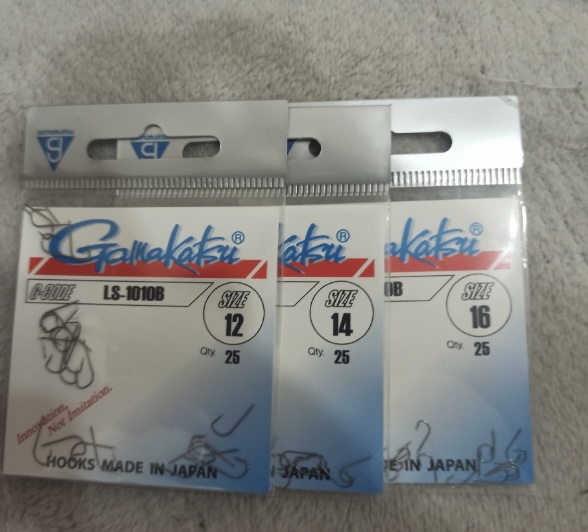 gamakatsu
Gamakatsu®
G-CODE LS-1010B
SIZE
12
Qty. 25
Innovation,
Not Imitation.
HOOKS MADE IN JAPAN
akatsu®
SIZE
14
Qty. 25
JAPAN
akatsu®
0B
SIZE
16
Qty. 25
E IN JAPAN